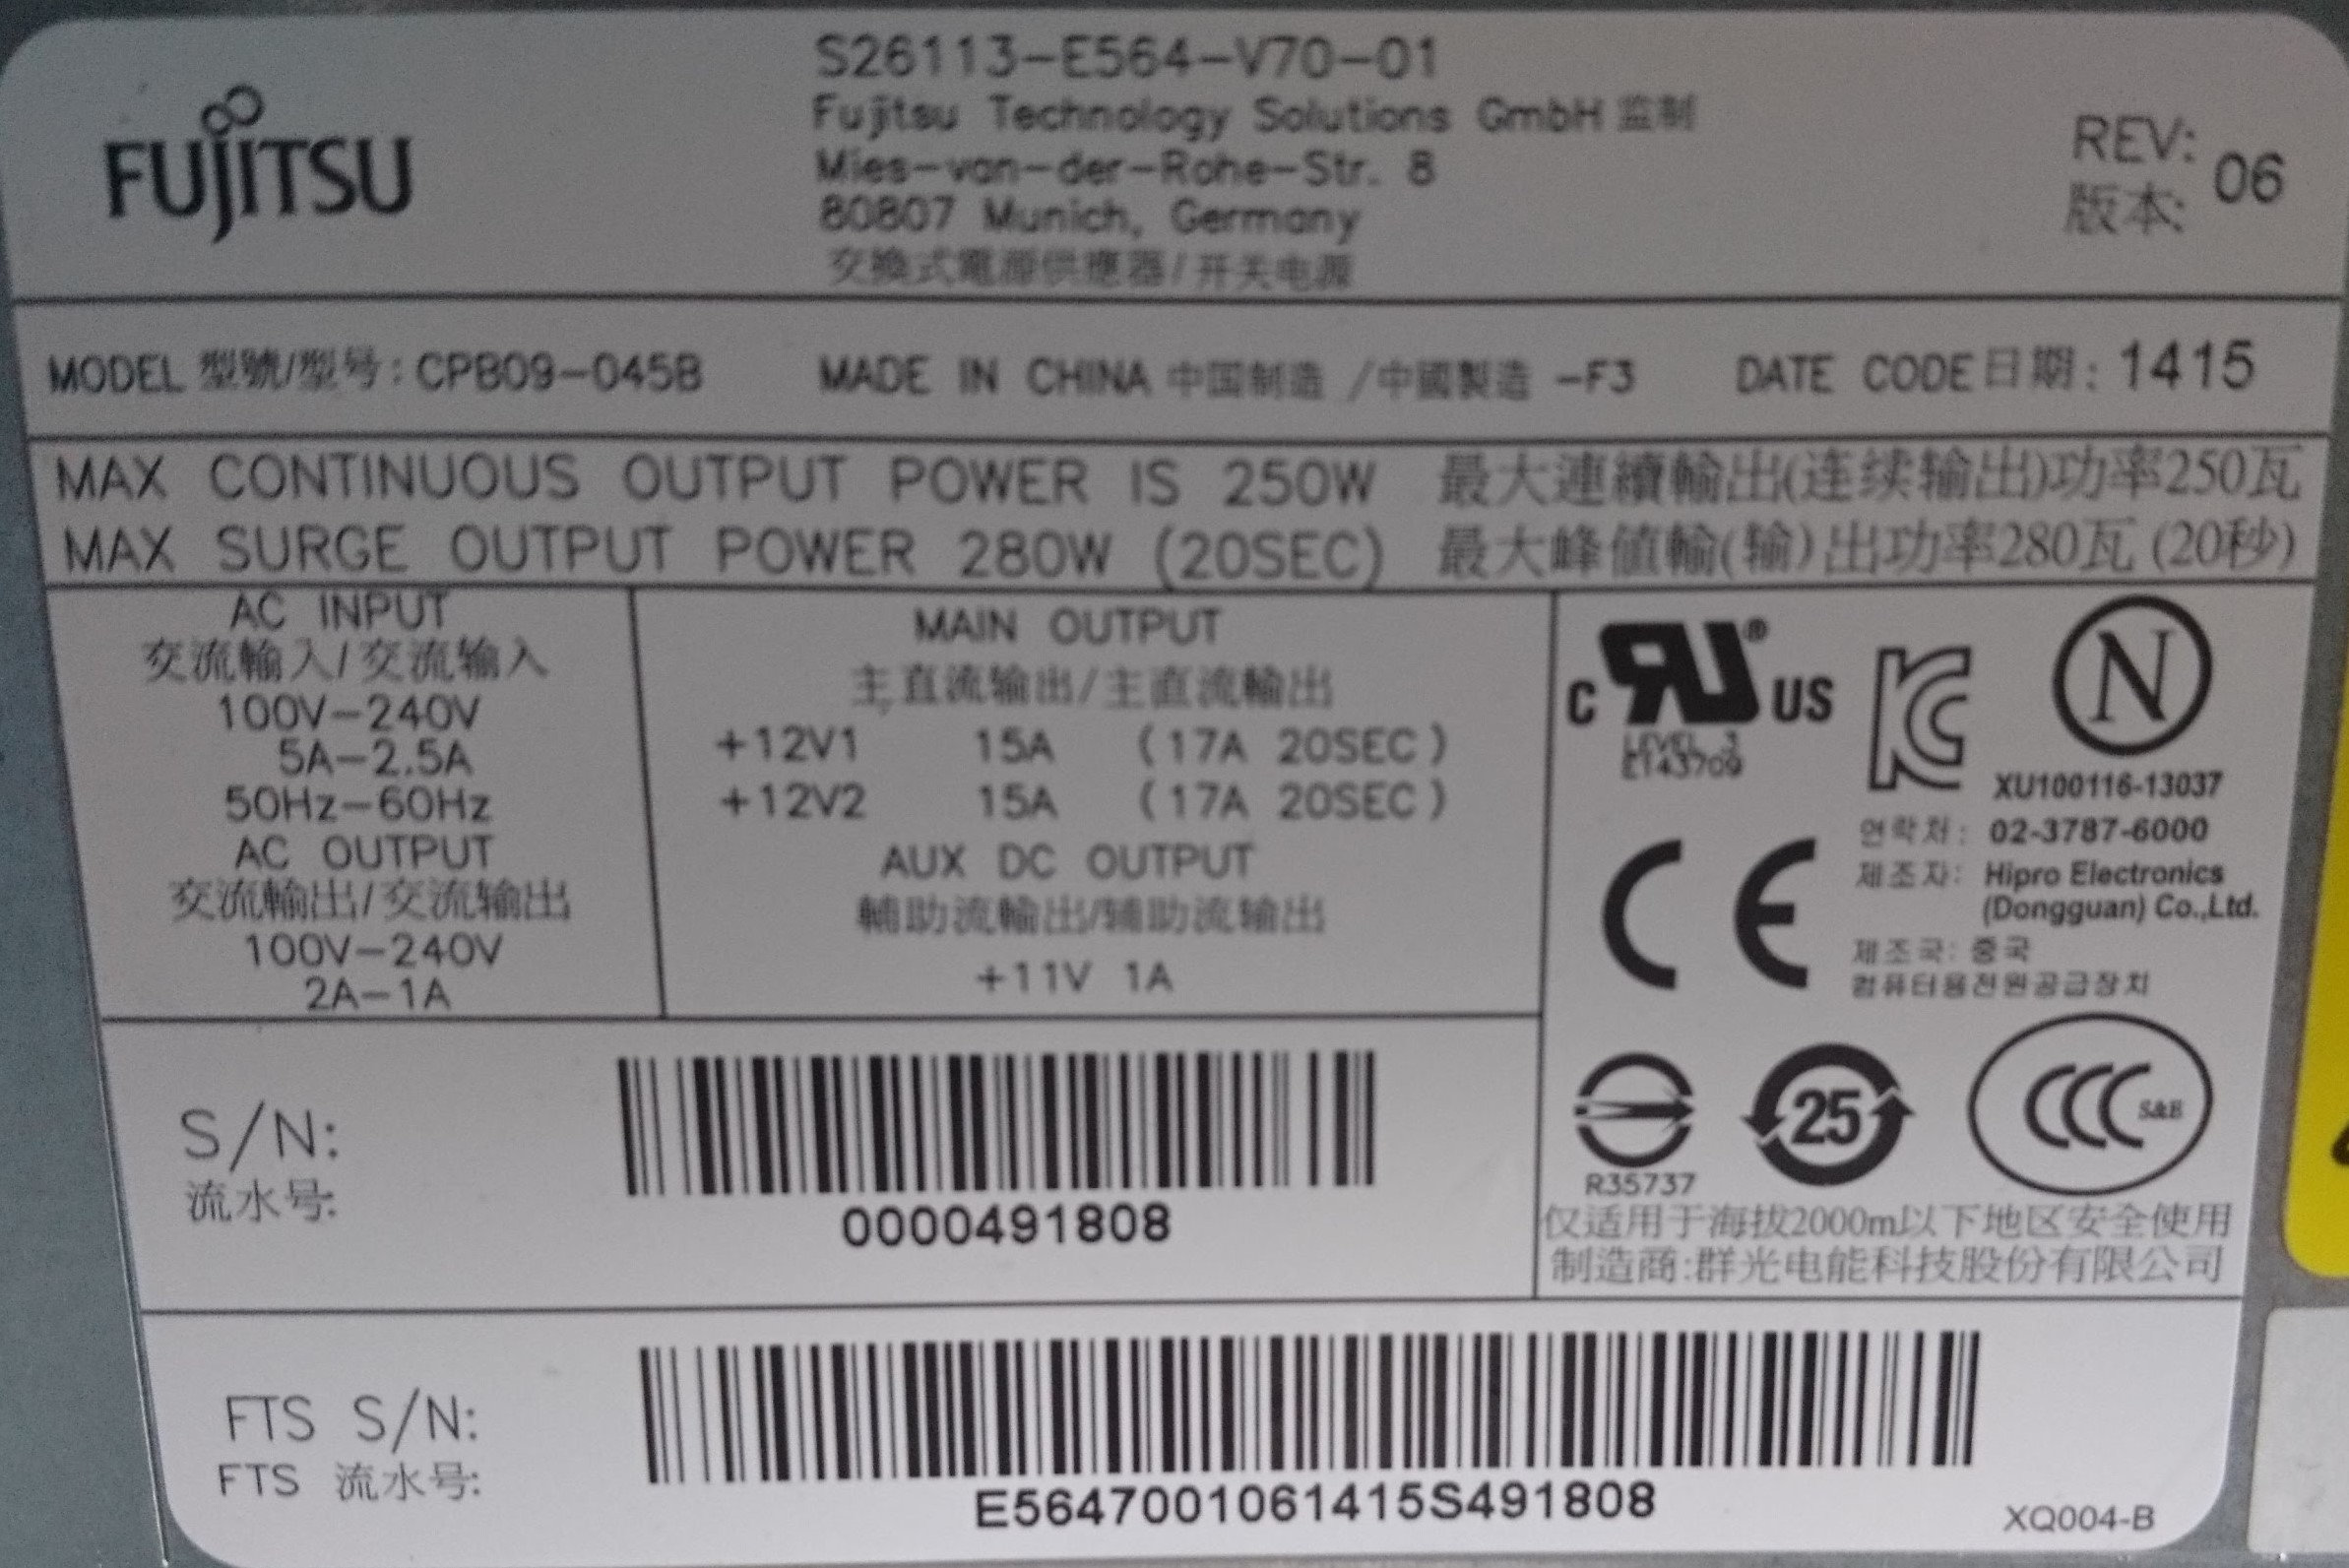 S26113-E564-V70-01
FUJITSU
Fujitsu Technology Solutions GmbH 监制
Mies-van-der-Rohe-Str. 8
80807 Munich, Germany
交換式電源供應器/开关电源
REV:
版本:
06
MODEL 型號/型号: CPB09-045B
MADE IN CHINA 中国制造 /中國製造 -F3
DATE CODE日期: 1415
MAX CONTINUOUS OUTPUT POWER IS 250W 最大連續輸出(连续输出)功率250瓦
MAX SURGE OUTPUT POWER 280W (20SEC) 最大峰值輸(输)出功率280瓦 (20秒)
AC INPUT
交流輸入/交流输入
100V-240V
5A-2.5A
50Hz-60Hz
AC OUTPUT
交流輸出/交流输出
100V-240V
2A-1A
MAIN OUTPUT
主直流输出/主直流輸出
+12V1 15A (17A 20SEC)
+12V2 15A (17A 20SEC)
AUX DC OUTPUT
輔助流輸出/辅助流输出
+11V 1A
C RU ® US
LEVEL 3
E143709
KC
N
XU100116-13037
연락처: 02-3787-6000
제조자: Hipro Electronics
(Dongguan) Co.,Ltd.
제조국: 중국
컴퓨터용전원공급장치
CE
R35737
25
CCC S&E
仅适用于海拔2000m以下地区安全使用
制造商:群光电能科技股份有限公司
S/N:
流水号:
0000491808
FTS S/N:
FTS 流水号:
E5647001061415S491808
XQ004-B